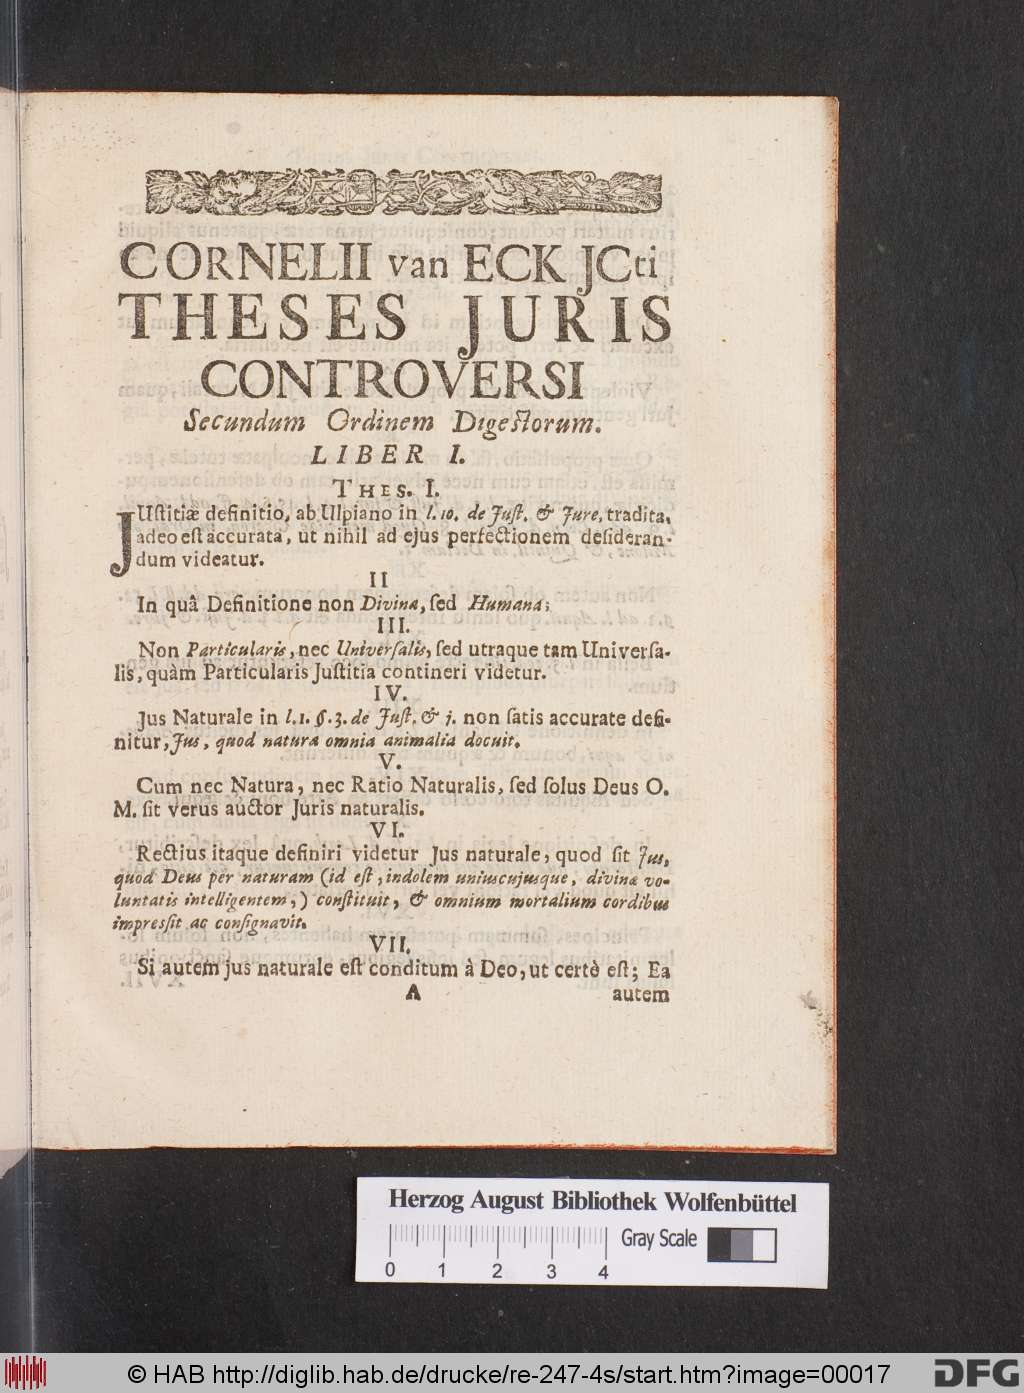 CORNELII van ECK JCti
THESES JURIS
CONTROVERSI
Secundum Ordinem Digestorum.
LIBER I.
THES. I.
JUstitiæ definitio, ab Ulpiano in l. 10. de Just. & Jure, tradita,
adeo est accurata, ut nihil ad ejus perfectionem desideran-
dum videatur.
II
In quâ Definitione non Divina, sed Humana;
III.
Non Particularis, nec Universalis, sed utraque tam Universa-
lis, quàm Particularis Justitia contineri videtur.
IV.
Jus Naturale in l. 1. §. 3. de Just. & j. non satis accurate defi-
nitur, Jus, quod natura omnia animalia docuit.
V.
Cum nec Natura, nec Ratio Naturalis, sed solus Deus O.
M. sit verus auctor Juris naturalis.
VI.
Rectius itaque definiri videtur Jus naturale, quod sit Jus,
quod Deus per naturam (id est, indolem uniuscujusque, divinæ vo-
luntatis intelligentem,) constituit, & omnium mortalium cordibus
impressit ac consignavit.
VII.
Si autem jus naturale est conditum à Deo, ut certè est; Ea
A autem
Herzog August Bibliothek Wolfenbüttel
Gray Scale
0 1 2 3 4
© HAB http://diglib.hab.de/drucke/re-247-4s/start.htm?image=00017
DFG